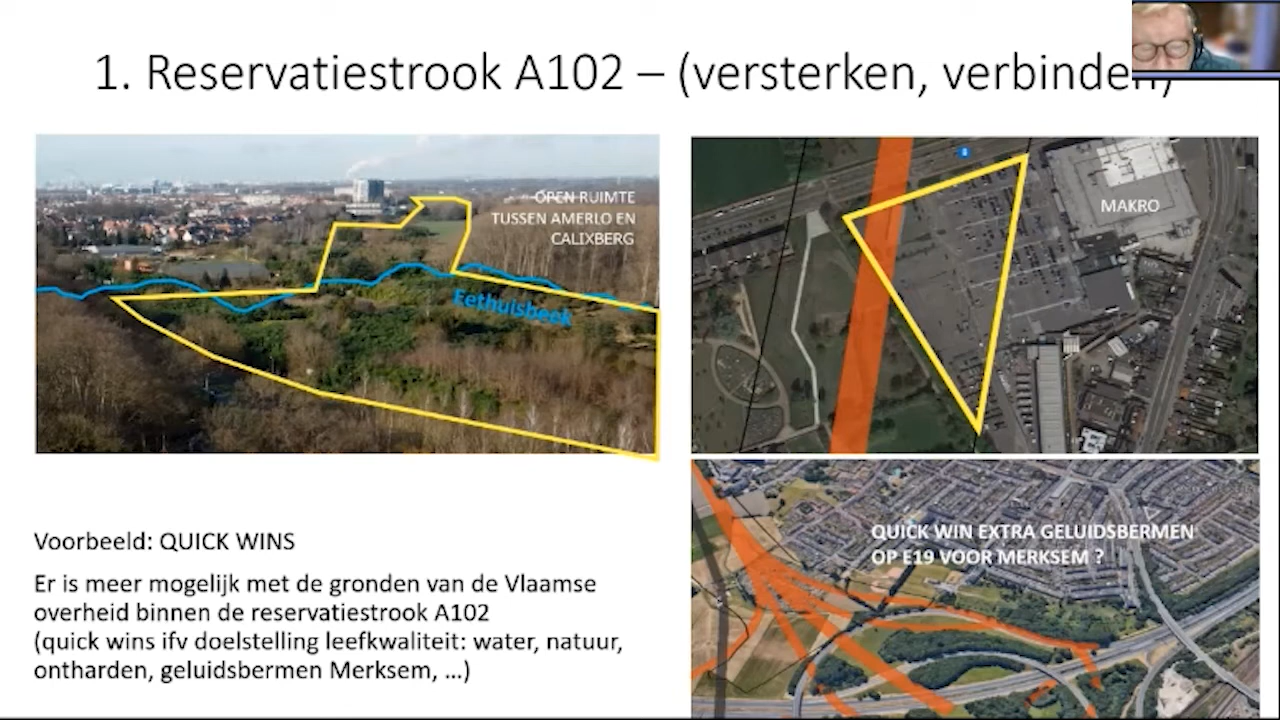 1. Reservatiestrook A102 – (versterken, verbinden)
OPEN RUIMTE
TUSSEN AMERLO EN
CALIXBERG
Eethuisbeek
MAKRO
QUICK WIN EXTRA GELUIDSBERMEN
OP E19 VOOR MERKSEM ?
Voorbeeld: QUICK WINS
Er is meer mogelijk met de gronden van de Vlaamse
overheid binnen de reservatiestrook A102
(quick wins ifv doelstelling leefkwaliteit: water, natuur,
ontharden, geluidsbermen Merksem, ...)